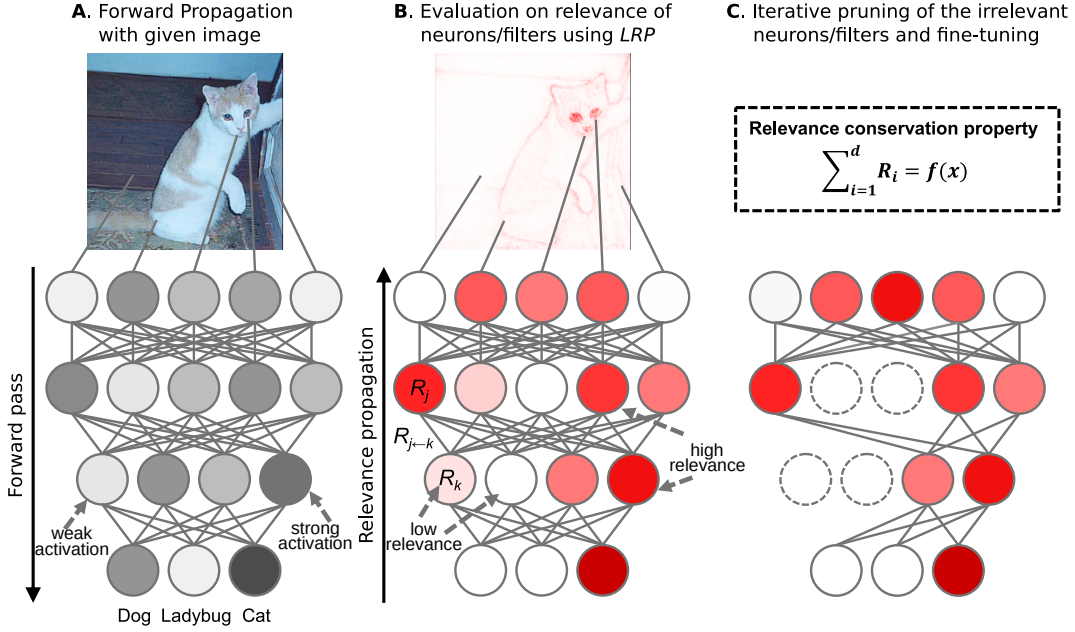 A. Forward Propagation
with given image
B. Evaluation on relevance of
neurons/filters using LRP
C. Iterative pruning of the irrelevant
neurons/filters and fine-tuning
Relevance conservation property
∑_{i=1}^{d} R_i = f(x)
Forward pass
weak
activation
strong
activation
Dog Ladybug Cat
Relevance propagation
R_j
R_{j←k}
R_k
high
relevance
low
relevance